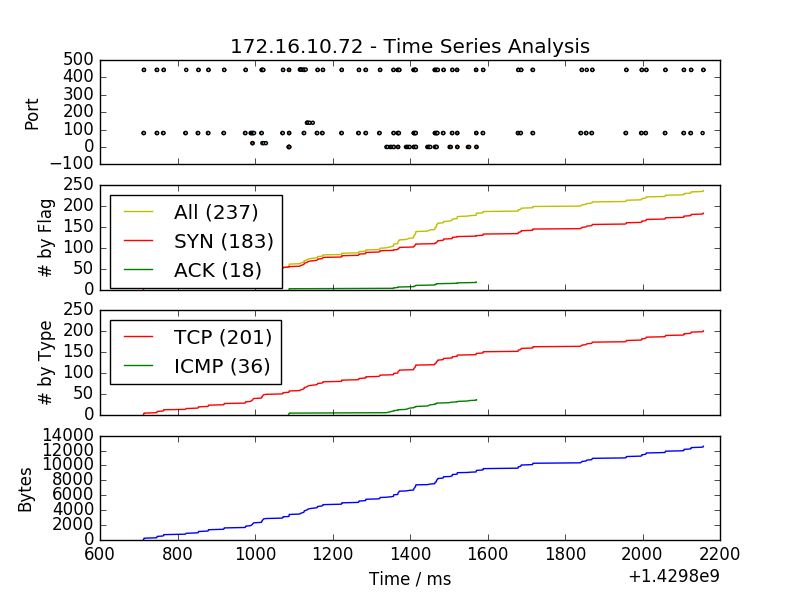 172.16.10.72 - Time Series Analysis
500
400
300
200
100
0
−100
Port
250
200
150
100
50
0
# by Flag
All (237)
SYN (183)
ACK (18)
250
200
150
100
50
0
# by Type
TCP (201)
ICMP (36)
14000
12000
10000
8000
6000
4000
2000
0
Bytes
600 800 1000 1200 1400 1600 1800 2000 2200
Time / ms
+1.4298e9